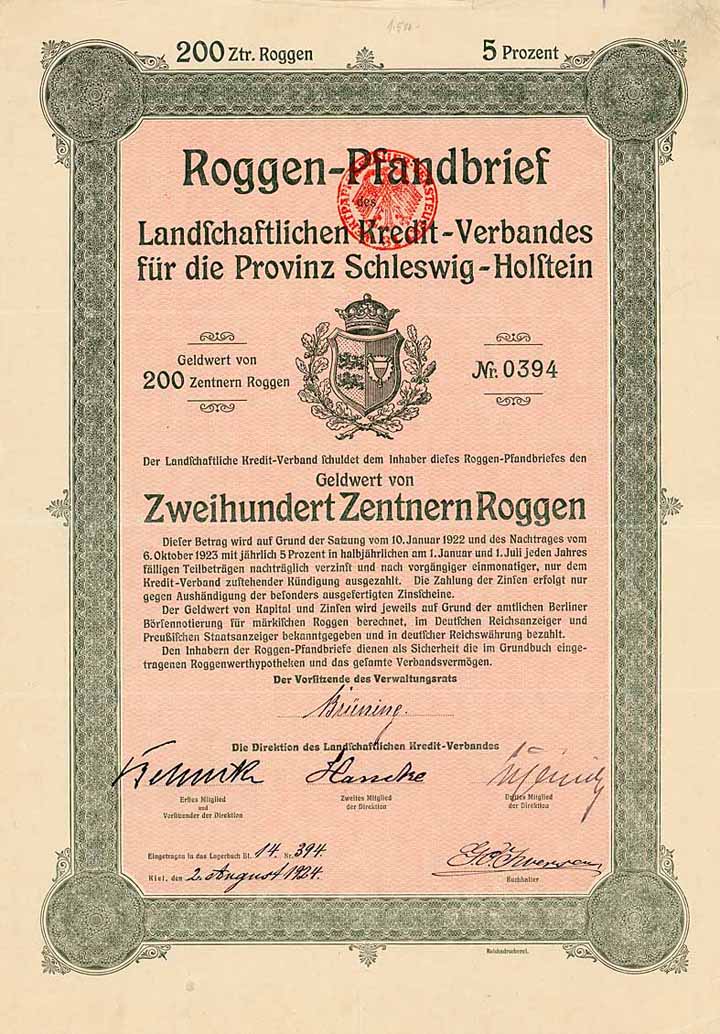 1.500.-
200 Ztr. Roggen 5 Prozent
Roggen-Pfandbrief
des
Landſchaftlichen Kredit-Verbandes
für die Provinz Schleswig-Holſtein
Geldwert von
200 Zentnern Roggen
Nr. 0394
Der Landſchaftliche Kredit-Verband ſchuldet dem Inhaber dieſes Roggen-Pfandbriefes den
Geldwert von
Zweihundert Zentnern Roggen
Dieſer Betrag wird auf Grund der Satzung vom 10. Januar 1922 und des Nachtrages vom
6. Oktober 1923 mit jährlich 5 Prozent in halbjährlichen am 1. Januar und 1. Juli jeden Jahres
fälligen Teilbeträgen nachträglich verzinſt und nach vorgängiger einmonatiger, nur dem
Kredit-Verband zuſtehender Kündigung ausgezahlt. Die Zahlung der Zinſen erfolgt nur
gegen Aushändigung der beſonders ausgefertigten Zinsſcheine.
Der Geldwert von Kapital und Zinſen wird jeweils auf Grund der amtlichen Berliner
Börſennotierung für märkiſchen Roggen berechnet, im Deutſchen Reichsanzeiger und
Preußiſchen Staatsanzeiger bekanntgegeben und in deutſcher Reichswährung bezahlt.
Den Inhabern der Roggen-Pfandbriefe dienen als Sicherheit die im Grundbuch einge-
tragenen Roggenwerthypotheken und das geſamte Verbandsvermögen.
Der Vorſitzende des Verwaltungsrats
Brüning.
Die Direktion des Landſchaftlichen Kredit-Verbandes
Hancke
Erſtes Mitglied
und
Vorſitzender der Direktion
Zweites Mitglied
der Direktion
Drittes Mitglied
der Direktion
Eingetragen in das Lagerbuch Bl. 14. Nr. 394.
Kiel, den 2. August 1924.
Iwersen
Buchhalter
Reichsdruckerei.